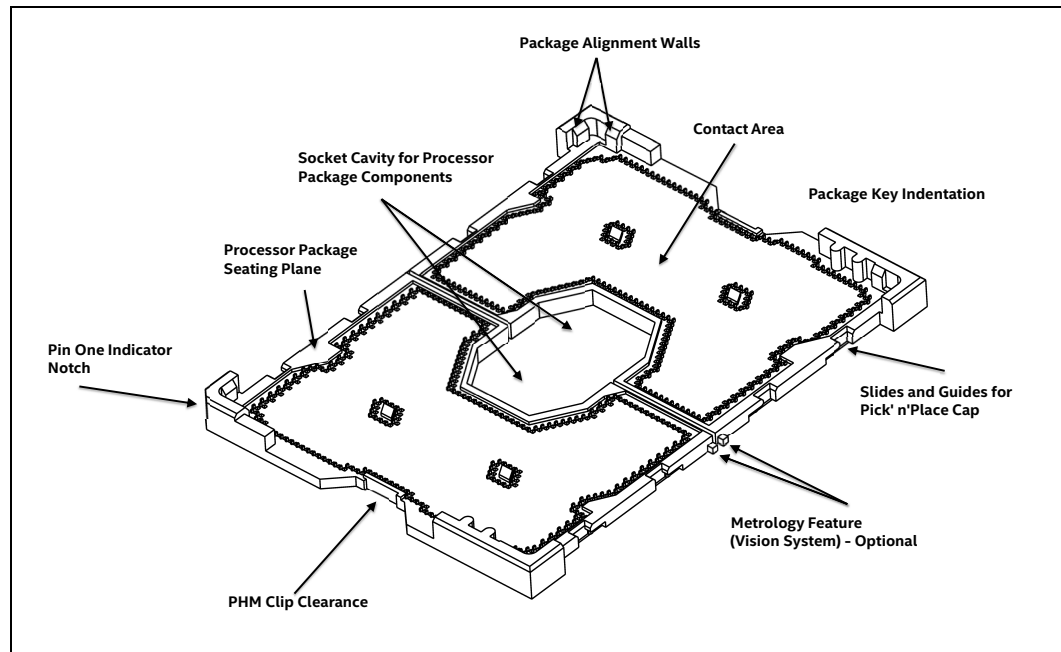 Package Alignment Walls
Contact Area
Socket Cavity for Processor
Package Components
Package Key Indentation
Processor Package
Seating Plane
Pin One Indicator
Notch
Slides and Guides for
Pick' n'Place Cap
Metrology Feature
(Vision System) - Optional
PHM Clip Clearance